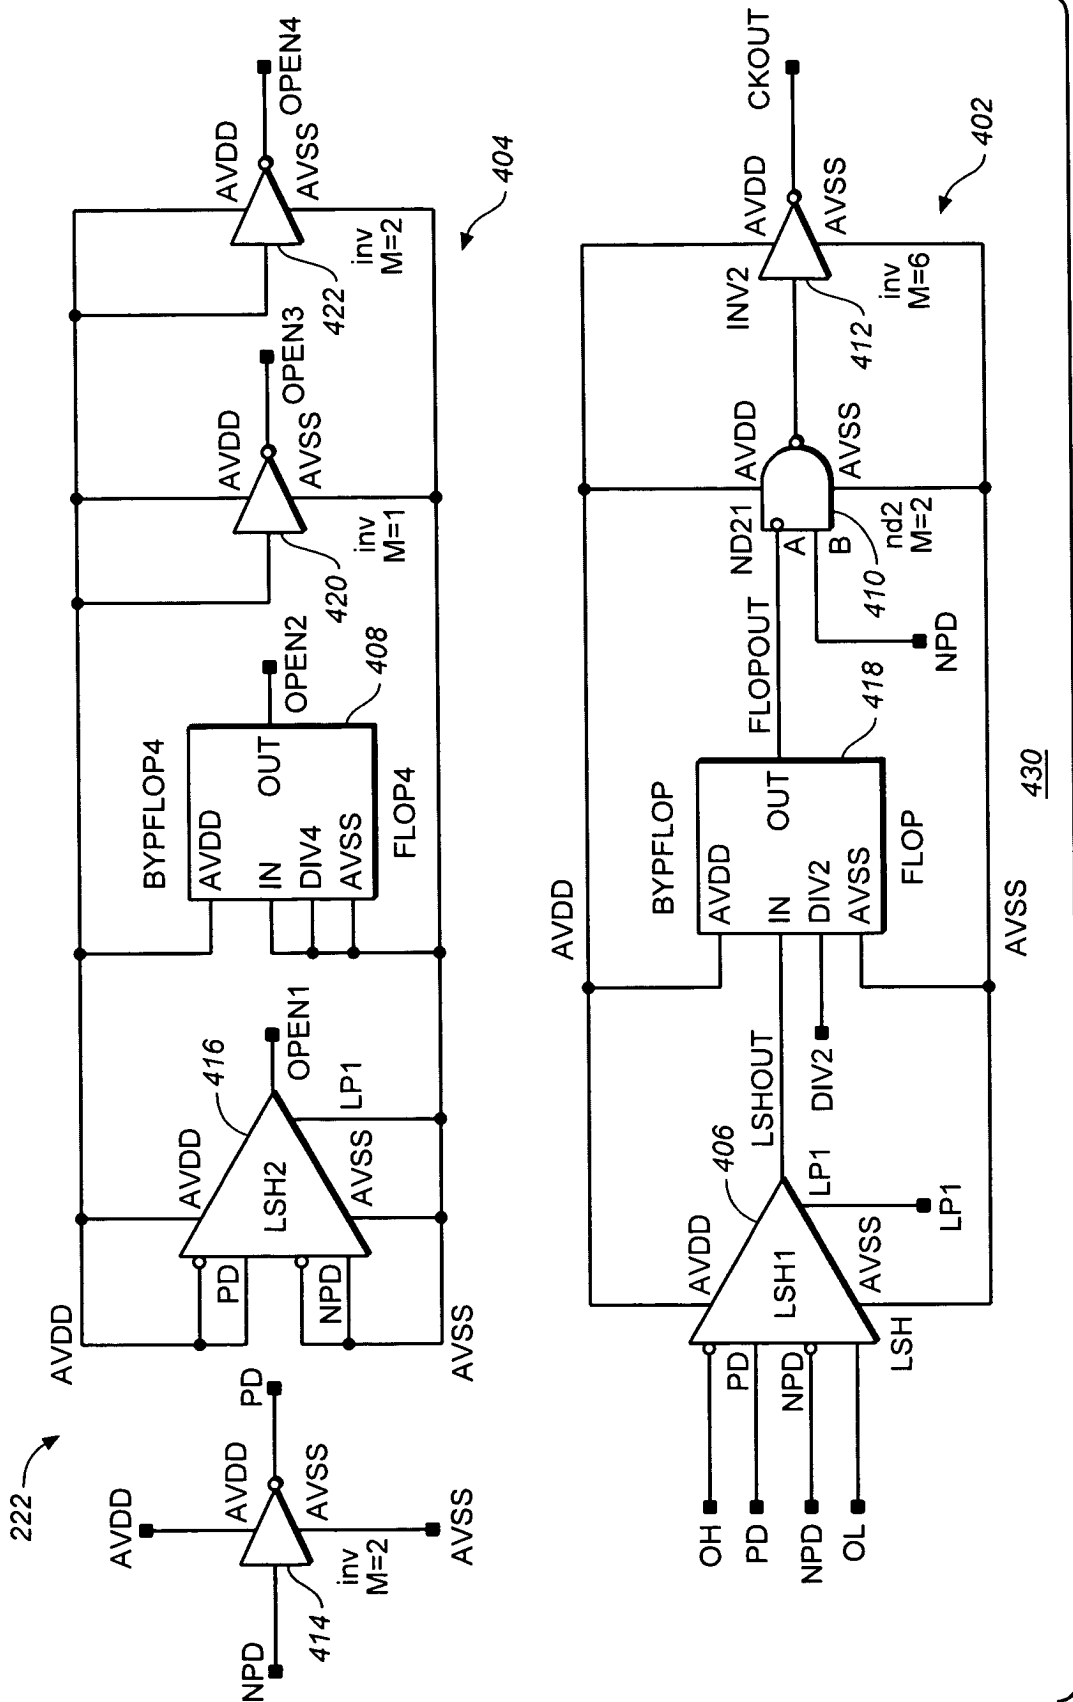 222
NPD
414
inv
M=2
AVDD
AVDD
AVSS
AVSS
PD
AVDD
AVSS
PD
NPD
LSH2
AVDD
AVSS
416
LP1
OPEN1
BYPFLOP4
AVDD
IN
DIV4
AVSS
OUT
FLOP4
408
OPEN2
420
inv
M=1
AVDD
AVSS
OPEN3
422
inv
M=2
AVDD
AVSS
OPEN4
404
OH
PD
NPD
OL
PD
NPD
LSH1
LSH
AVDD
AVSS
406
LP1
LP1
LSHOUT
DIV2
AVDD
AVSS
BYPFLOP
AVDD
IN
DIV2
AVSS
OUT
FLOP
418
FLOPOUT
NPD
ND21
A
B
410
nd2
M=2
AVDD
AVSS
INV2
412
inv
M=6
AVDD
AVSS
CKOUT
402
430